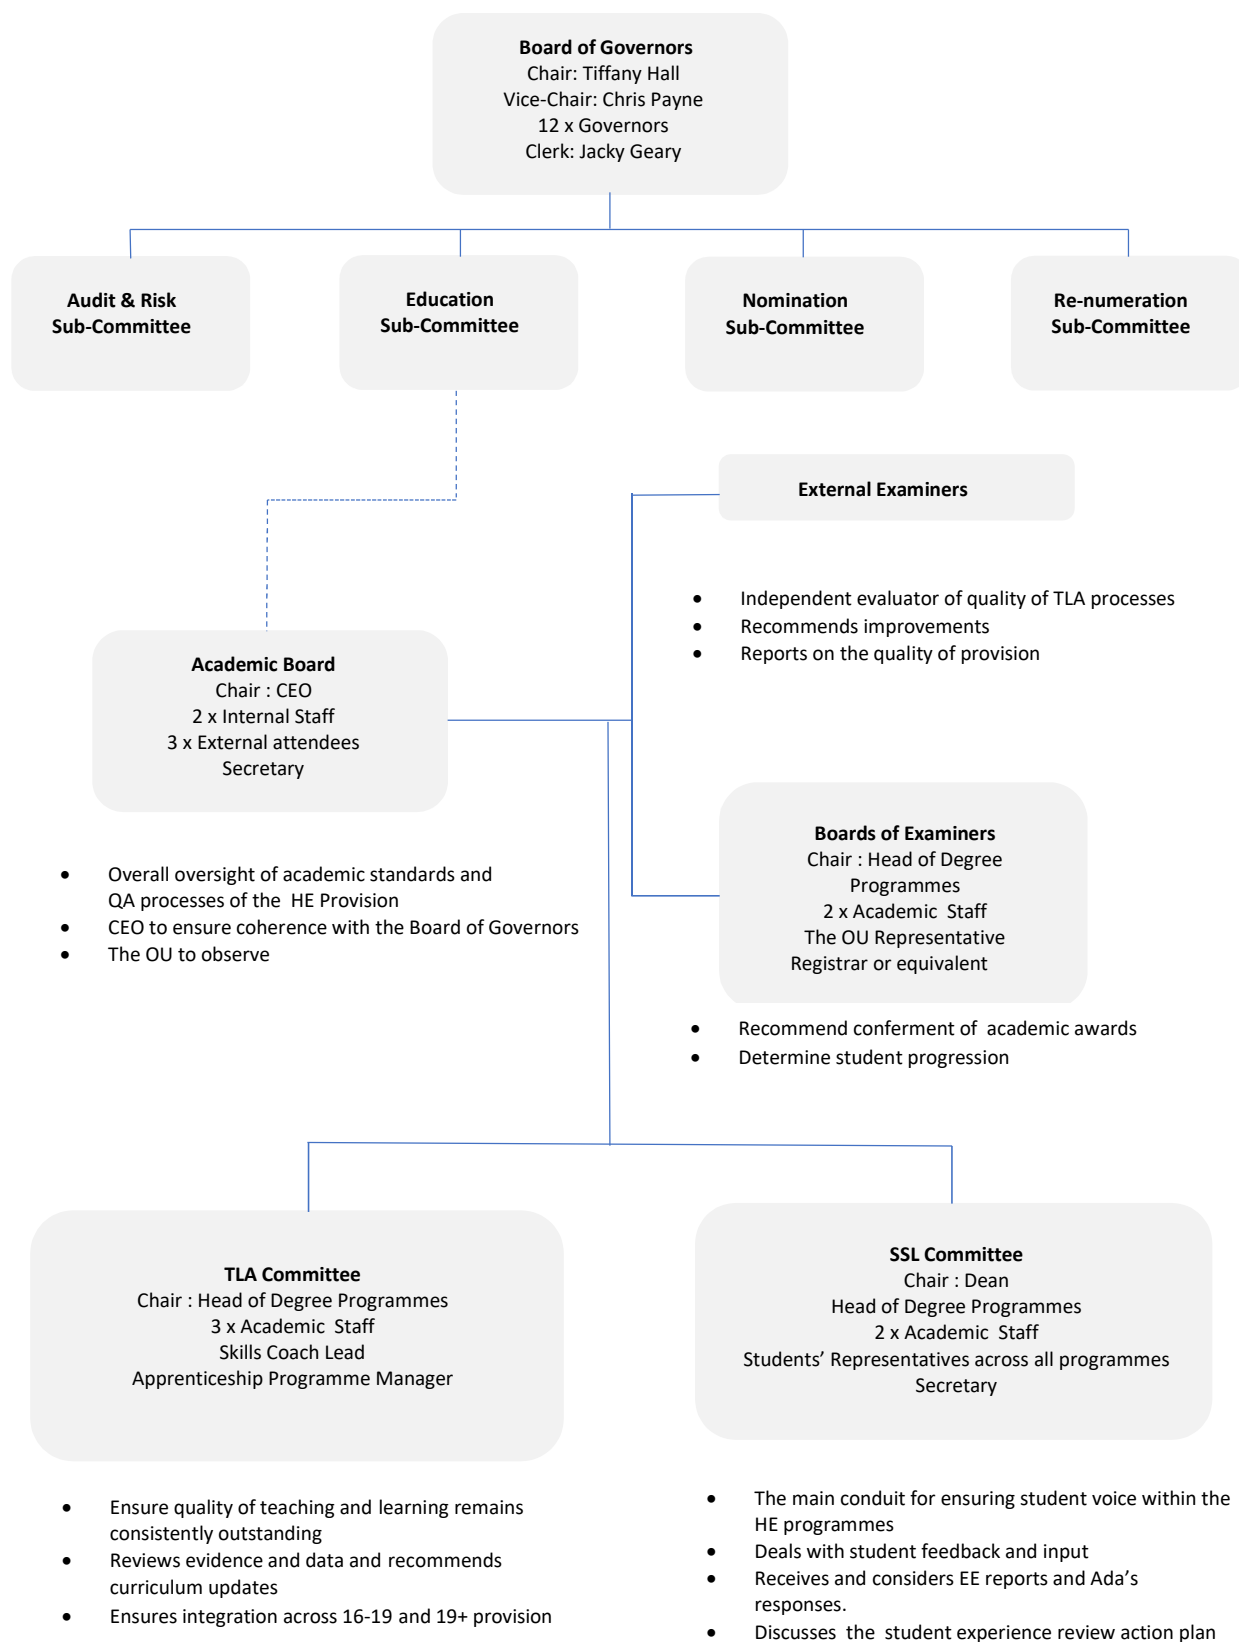 Board of Governors
Chair: Tiffany Hall
Vice-Chair: Chris Payne
12 x Governors
Clerk: Jacky Geary
Audit & Risk
Sub-Committee
Education
Sub-Committee
Nomination
Sub-Committee
Re-numeration
Sub-Committee
External Examiners
• Independent evaluator of quality of TLA processes
• Recommends improvements
• Reports on the quality of provision
Academic Board
Chair : CEO
2 x Internal Staff
3 x External attendees
Secretary
• Overall oversight of academic standards and
QA processes of the HE Provision
• CEO to ensure coherence with the Board of Governors
• The OU to observe
Boards of Examiners
Chair : Head of Degree
Programmes
2 x Academic Staff
The OU Representative
Registrar or equivalent
• Recommend conferment of academic awards
• Determine student progression
TLA Committee
Chair : Head of Degree Programmes
3 x Academic Staff
Skills Coach Lead
Apprenticeship Programme Manager
• Ensure quality of teaching and learning remains
consistently outstanding
• Reviews evidence and data and recommends
curriculum updates
• Ensures integration across 16-19 and 19+ provision
SSL Committee
Chair : Dean
Head of Degree Programmes
2 x Academic Staff
Students’ Representatives across all programmes
Secretary
• The main conduit for ensuring student voice within the
HE programmes
• Deals with student feedback and input
• Receives and considers EE reports and Ada’s
responses.
• Discusses the student experience review action plan